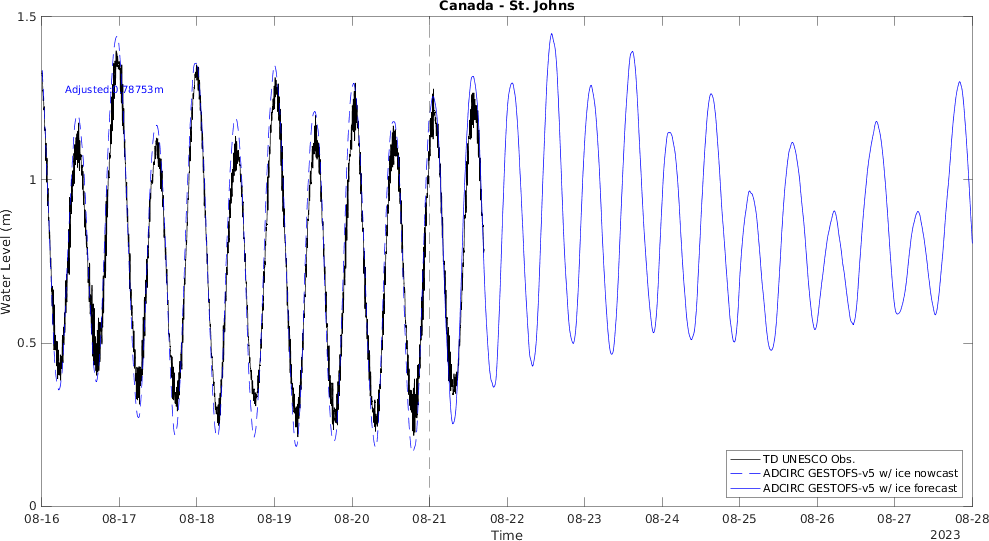 Canada - St. Johns
1.5
Adjusted:0.78753m
1
Water Level (m)
0.5
TD UNESCO Obs.
ADCIRC GESTOFS-v5 w/ ice nowcast
ADCIRC GESTOFS-v5 w/ ice forecast
0
08-16 08-17 08-18 08-19 08-20 08-21 08-22 08-23 08-24 08-25 08-26 08-27 08-28
Time
2023